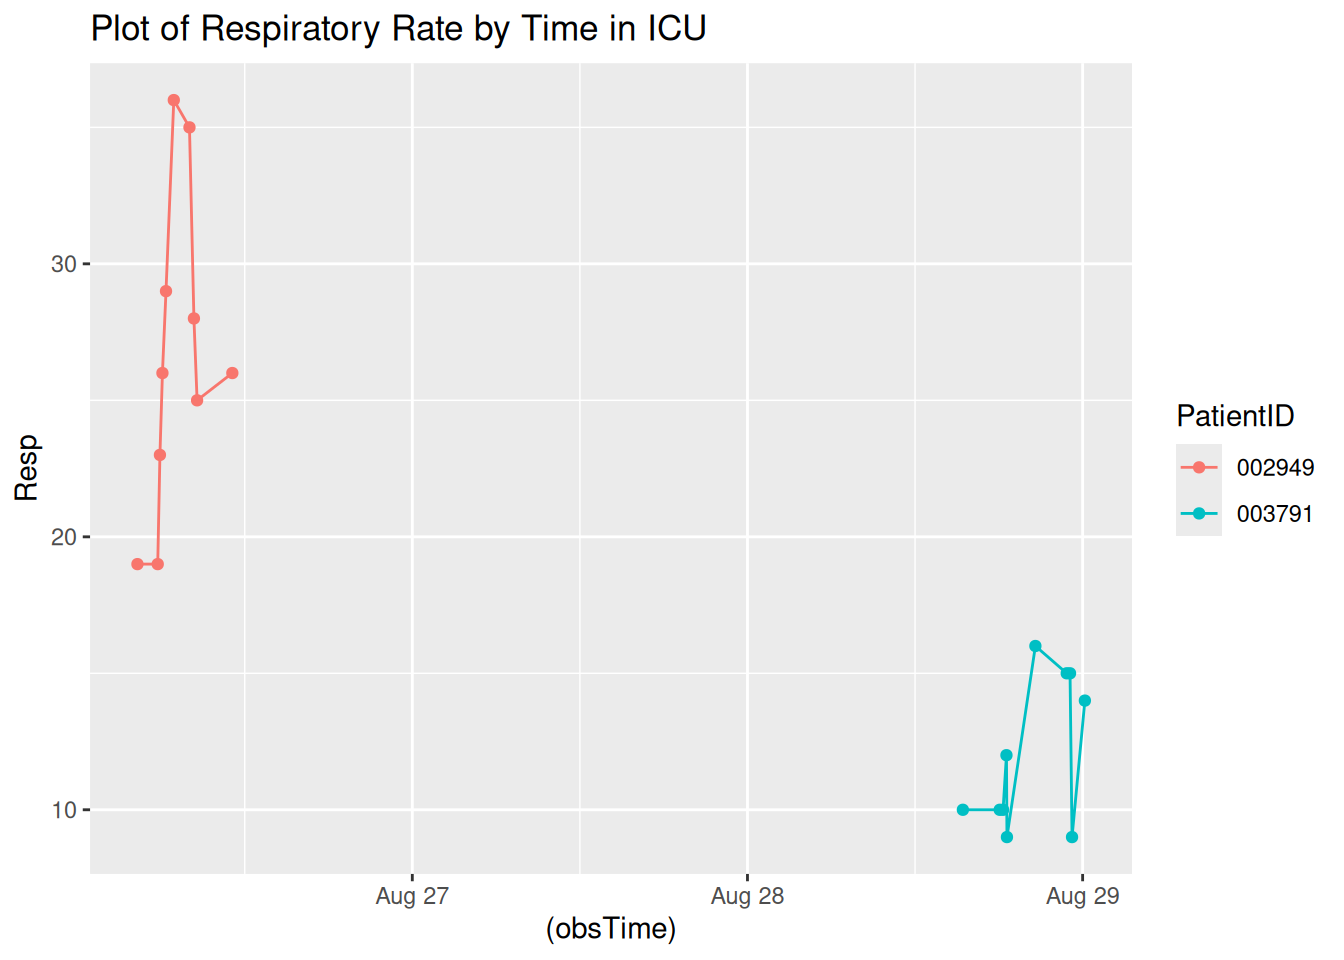 Plot of Respiratory Rate by Time in ICU
Resp
30
20
10
Aug 27
Aug 28
Aug 29
(obsTime)
PatientID
002949
003791